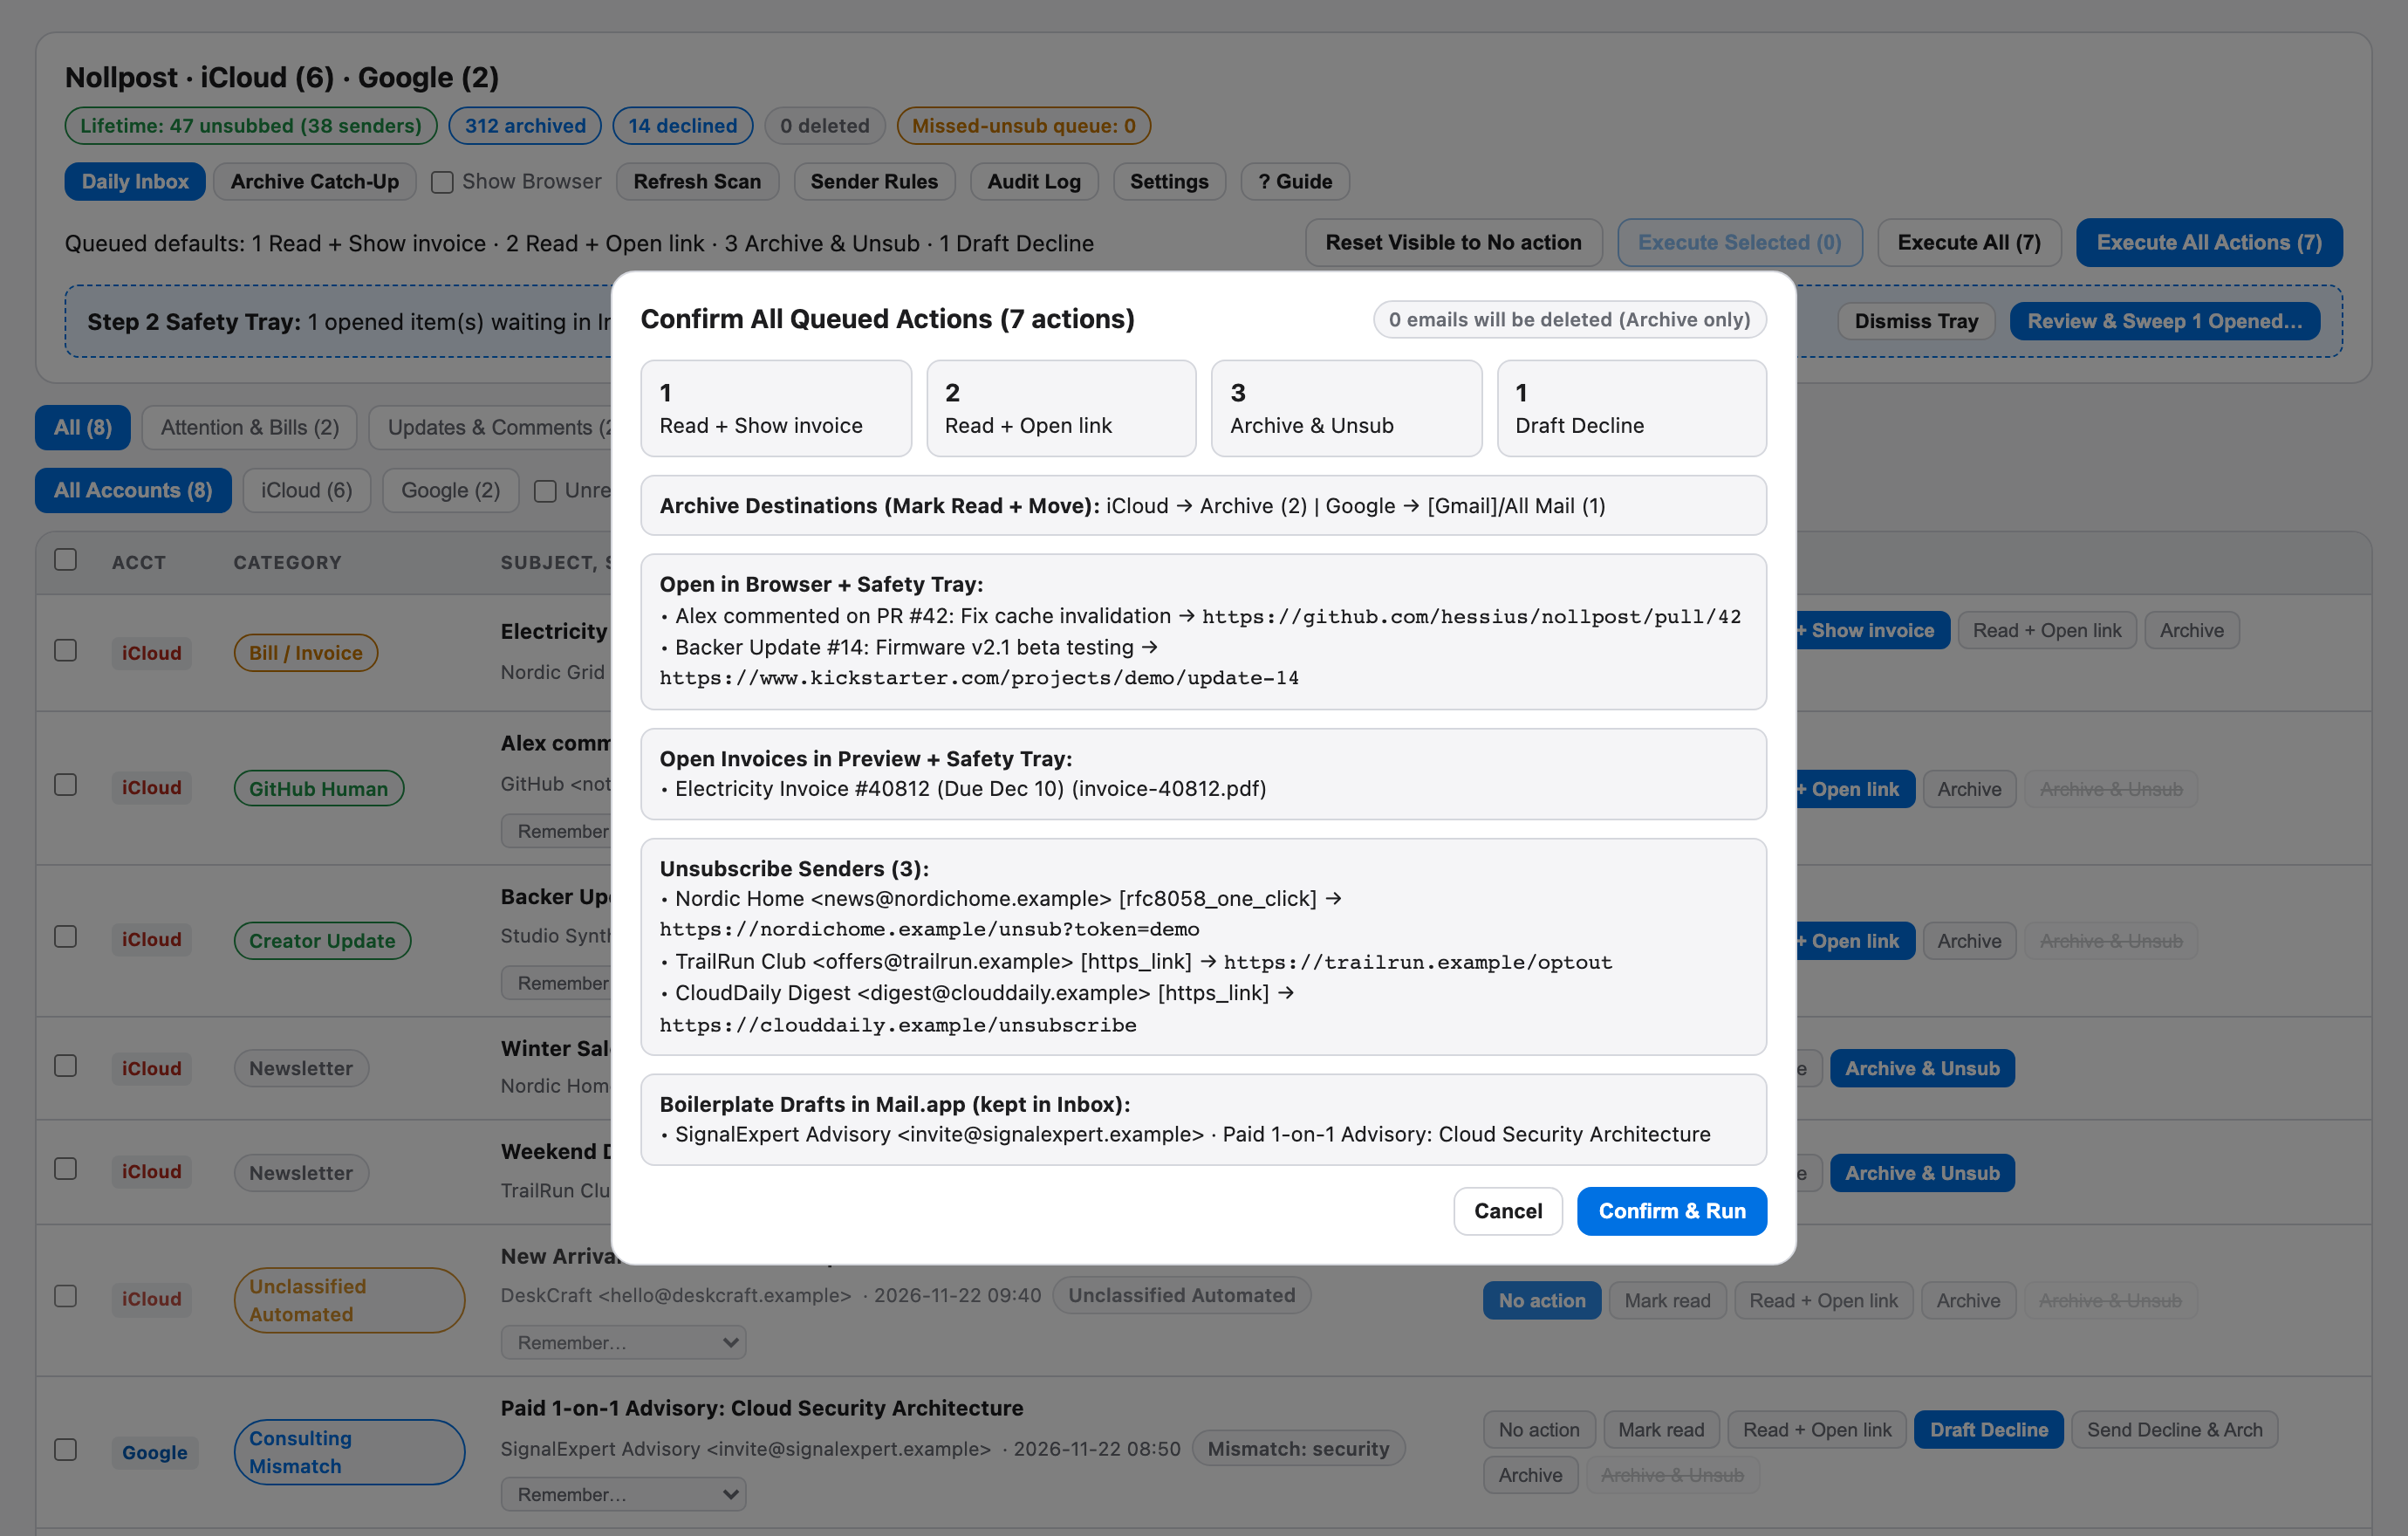 Nollpost · iCloud (6) · Google (2)
Lifetime: 47 unsubbed (38 senders)
312 archived
14 declined
0 deleted
Missed-unsub queue: 0
Daily Inbox
Archive Catch-Up
Show Browser
Refresh Scan
Sender Rules
Audit Log
Settings
? Guide
Queued defaults: 1 Read + Show invoice · 2 Read + Open link · 3 Archive & Unsub · 1 Draft Decline
Reset Visible to No action
Execute Selected (0)
Execute All (7)
Execute All Actions (7)
Step 2 Safety Tray: 1 opened item(s) waiting in
Dismiss Tray
Review & Sweep 1 Opened...
All (8)
Attention & Bills (2)
Updates & Comments
All Accounts (8)
iCloud (6)
Google (2)
ACCT
CATEGORY
SUBJECT,
Confirm All Queued Actions (7 actions)
0 emails will be deleted (Archive only)
1
Read + Show invoice
2
Read + Open link
3
Archive & Unsub
1
Draft Decline
Archive Destinations (Mark Read + Move): iCloud → Archive (2) | Google → [Gmail]/All Mail (1)
Open in Browser + Safety Tray:
• Alex commented on PR #42: Fix cache invalidation → https://github.com/hessius/nollpost/pull/42
• Backer Update #14: Firmware v2.1 beta testing →
https://www.kickstarter.com/projects/demo/update-14
Open Invoices in Preview + Safety Tray:
• Electricity Invoice #40812 (Due Dec 10) (invoice-40812.pdf)
Unsubscribe Senders (3):
• Nordic Home <news@nordichome.example> [rfc8058_one_click] →
https://nordichome.example/unsub?token=demo
• TrailRun Club <offers@trailrun.example> [https_link] → https://trailrun.example/optout
• CloudDaily Digest <digest@clouddaily.example> [https_link] →
https://clouddaily.example/unsubscribe
Boilerplate Drafts in Mail.app (kept in Inbox):
• SignalExpert Advisory <invite@signalexpert.example> · Paid 1-on-1 Advisory: Cloud Security Architecture
Cancel
Confirm & Run
iCloud
Bill / Invoice
Electricity
Nordic Grid
+ Show invoice
Read + Open link
Archive
iCloud
GitHub Human
Alex
GitHub
Remember
+ Open link
Archive
Archive & Unsub
iCloud
Creator Update
Backer
Studio
Remember
+ Open link
Archive
Archive & Unsub
iCloud
Newsletter
Winter
Nordic
Archive & Unsub
iCloud
Newsletter
Weekend
TrailRun
Archive & Unsub
iCloud
Unclassified
Automated
New
DeskCraft <hello@deskcraft.example> · 2026-11-22 09:40
Unclassified Automated
Remember...
No action
Mark read
Read + Open link
Archive
Archive & Unsub
Google
Consulting
Mismatch
Paid 1-on-1 Advisory: Cloud Security Architecture
SignalExpert Advisory <invite@signalexpert.example> · 2026-11-22 08:50
Mismatch: security
Remember...
No action
Mark read
Read + Open link
Draft Decline
Send Decline & Arch
Archive
Archive & Unsub